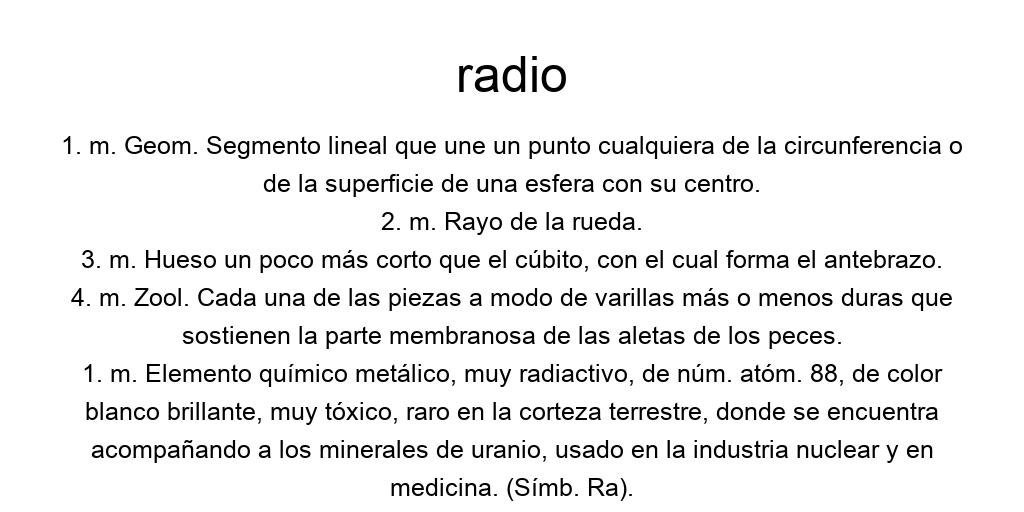 radio
1. m. Geom. Segmento lineal que une un punto cualquiera de la circunferencia o
de la superficie de una esfera con su centro.
2. m. Rayo de la rueda.
3. m. Hueso un poco más corto que el cúbito, con el cual forma el antebrazo.
4. m. Zool. Cada una de las piezas a modo de varillas más o menos duras que
sostienen la parte membranosa de las aletas de los peces.
1. m. Elemento químico metálico, muy radiactivo, de núm. atóm. 88, de color
blanco brillante, muy tóxico, raro en la corteza terrestre, donde se encuentra
acompañando a los minerales de uranio, usado en la industria nuclear y en
medicina. (Símb. Ra).